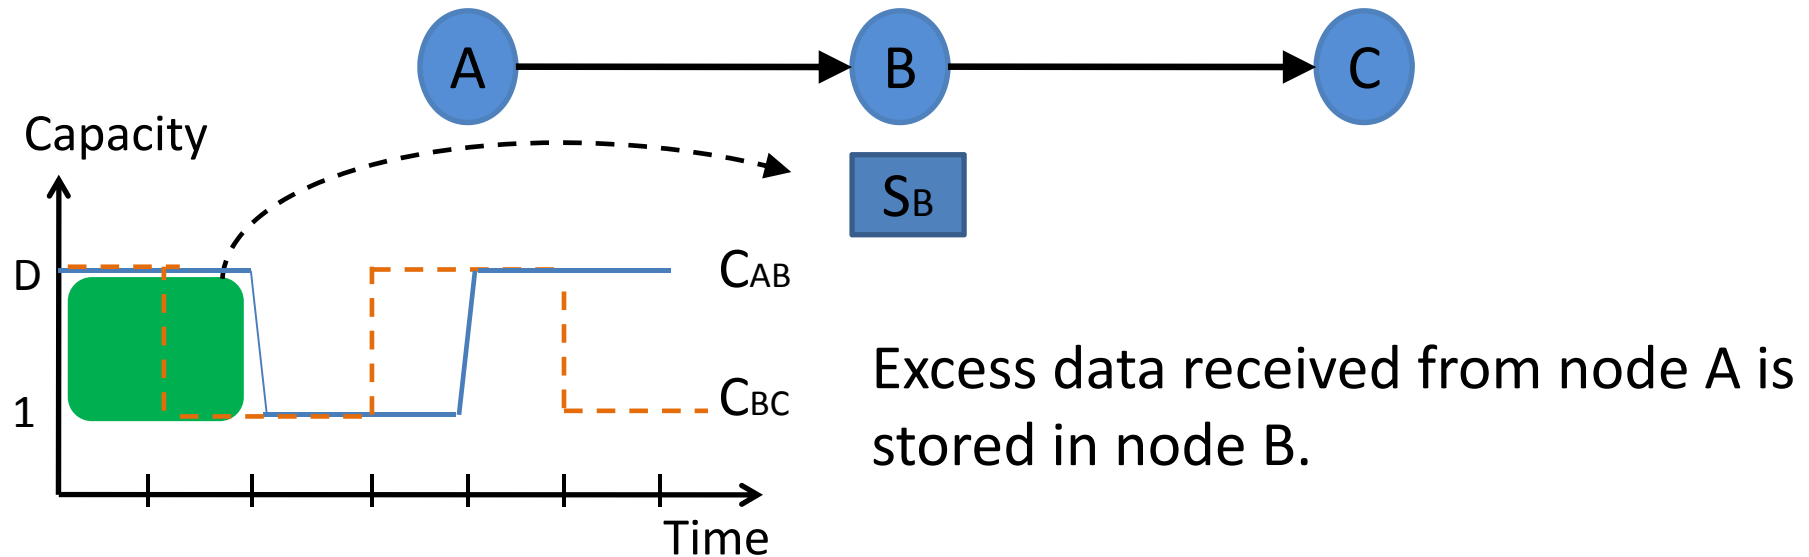 A B C
Capacity
SB
D
CAB
1
CBC
Excess data received from node A is
stored in node B.
Time